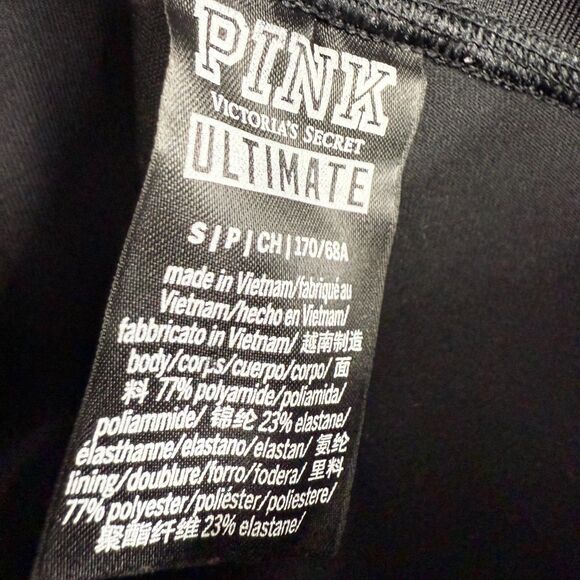 PINK
VICTORIA'S SECRET
ULTIMATE
S|P|CH|170/68A
made in Vietnam/fabriqué au
Vietnam/hecho en Vietnam/
fabbricato in Vietnam/ 越南制造
body/corps/cuerpo/corpo/ 面
料 77% polyamide/poliamida/
poliammide/ 锦纶 23% elastane/
elasthanne/elastano/elastan/ 氨纶
lining/doublure/forro/fodera/ 里料
77% polyester/poliéster/poliestere/
聚酯纤维 23% elastane/